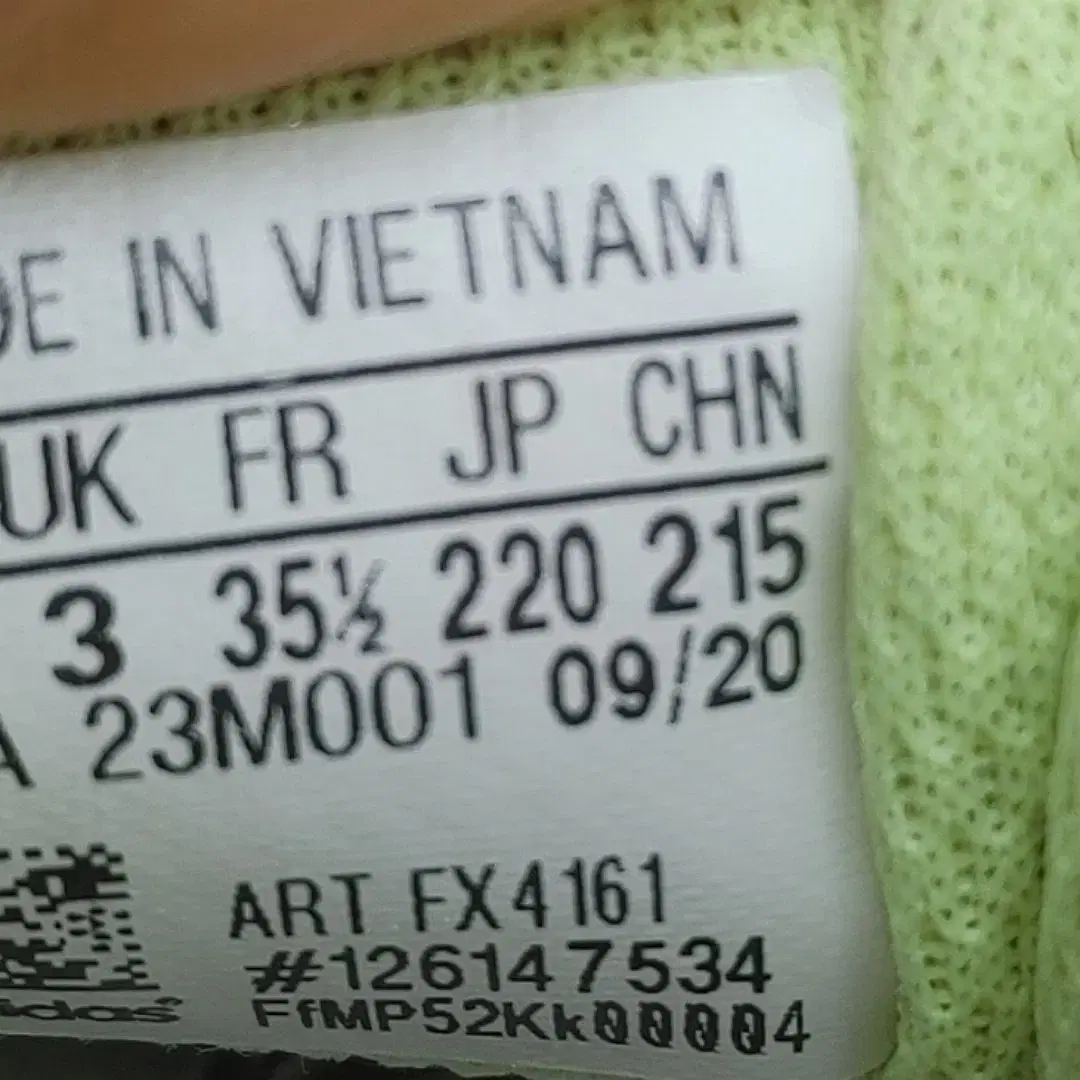 DE IN VIETNAM
UK FR JP CHN
3 35½ 220 215
A 23M001 09/20
ART FX4161
#126147534
adidas FfMP52Kk00004